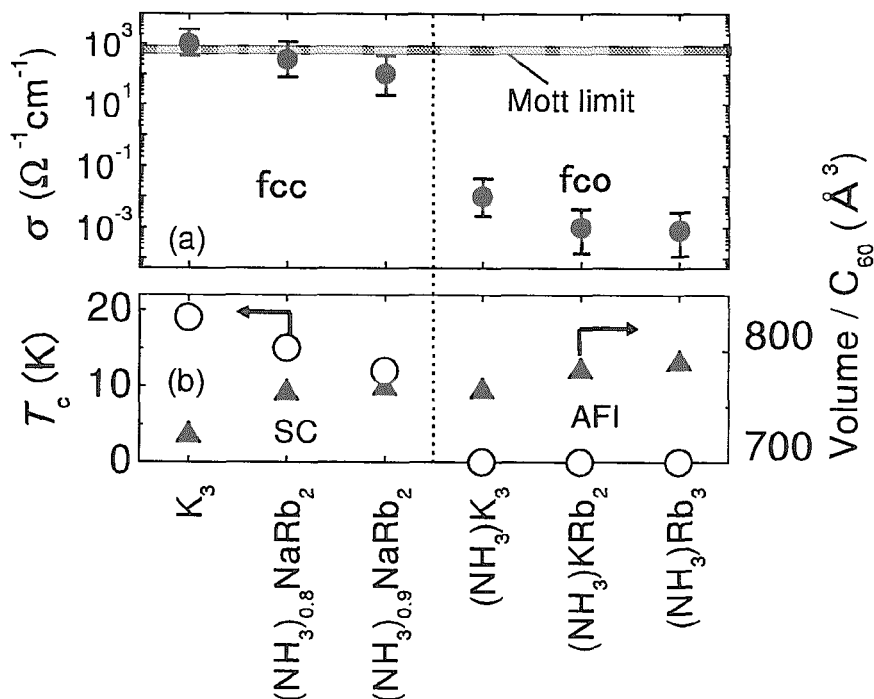 10³
10¹
10⁻¹
10⁻³
σ (Ω⁻¹cm⁻¹)
Mott limit
fcc
fco
(a)
20
10
0
T_c (K)
(b)
SC
AFI
800
700
Volume / C₆₀ (Å³)
K₃
(NH₃)₀.₈NaRb₂
(NH₃)₀.₉NaRb₂
(NH₃)K₃
(NH₃)KRb₂
(NH₃)Rb₃